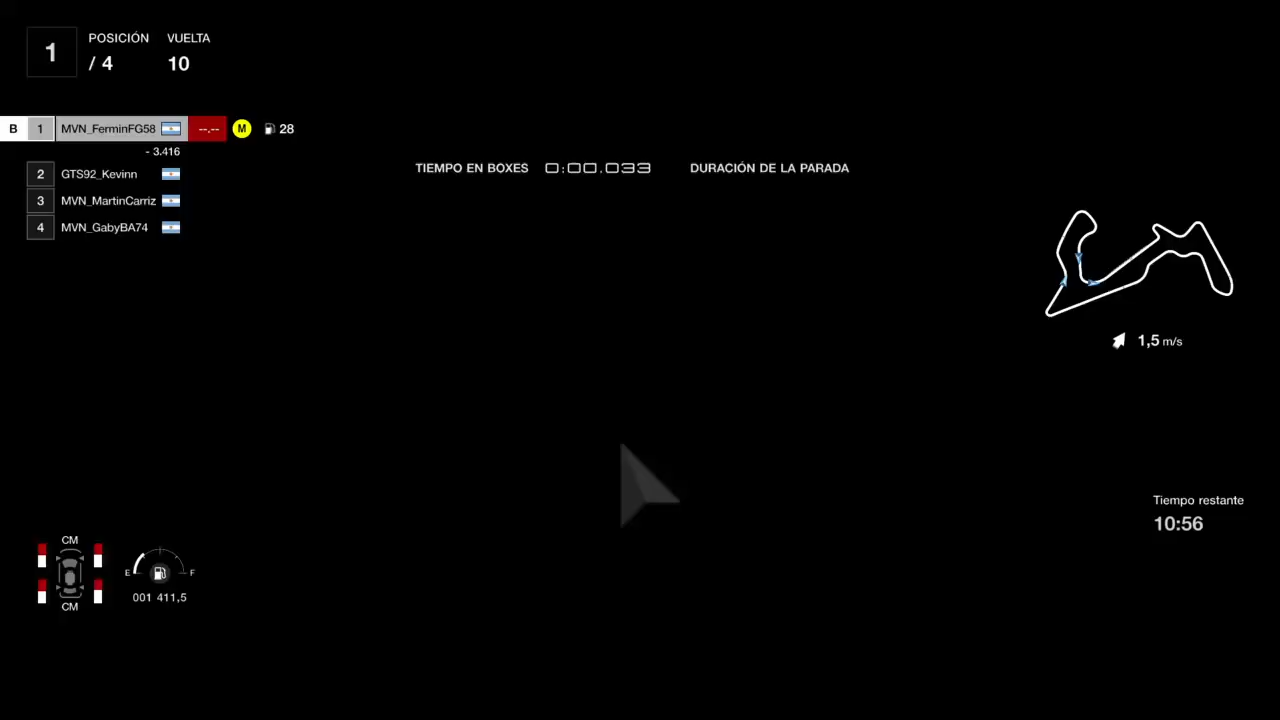 1
POSICIÓN VUELTA
/ 4 10
B 1 MVN_FerminFG58 --.-- M 28
- 3.416
2 GTS92_Kevinn
3 MVN_MartinCarriz
4 MVN_GabyBA74
TIEMPO EN BOXES 0:00.033 DURACIÓN DE LA PARADA
1,5 m/s
Tiempo restante
10:56
CM
E F
CM
001 411,5